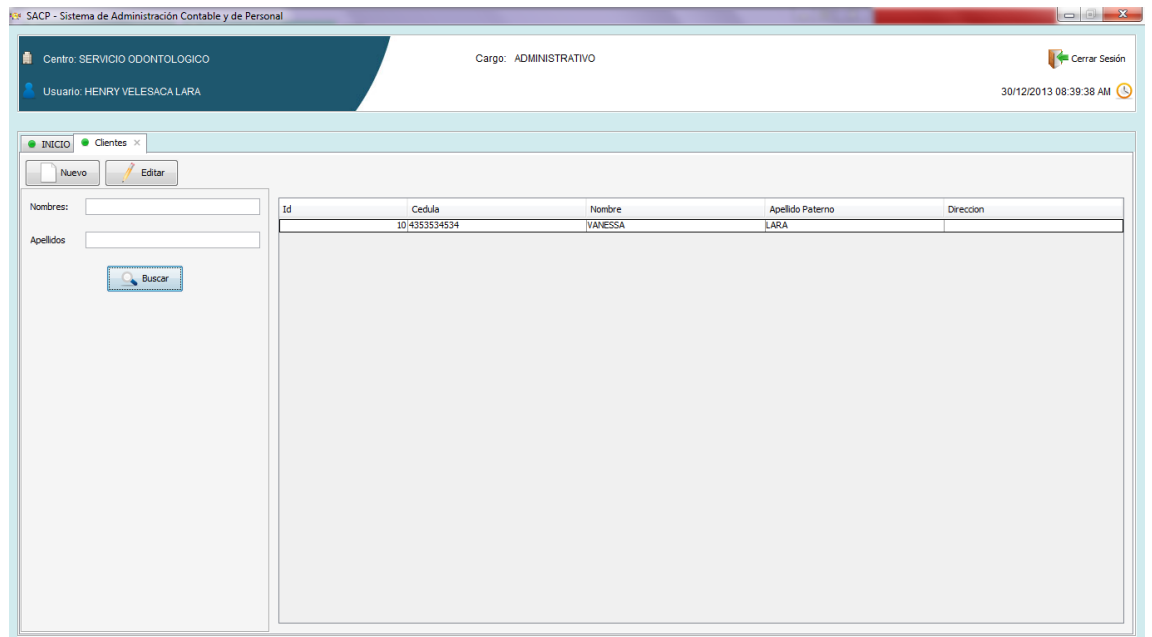 SACP - Sistema de Administración Contable y de Personal
Centro: SERVICIO ODONTOLOGICO
Cargo: ADMINISTRATIVO
Cerrar Sesión
Usuario: HENRY VELESACA LARA
30/12/2013 08:39:38 AM
INICIO
Clientes
Nuevo
Editar
Nombres:
Apellidos
Buscar
Id Cedula Nombre Apellido Paterno Direccion
10 4353534534 VANESSA LARA